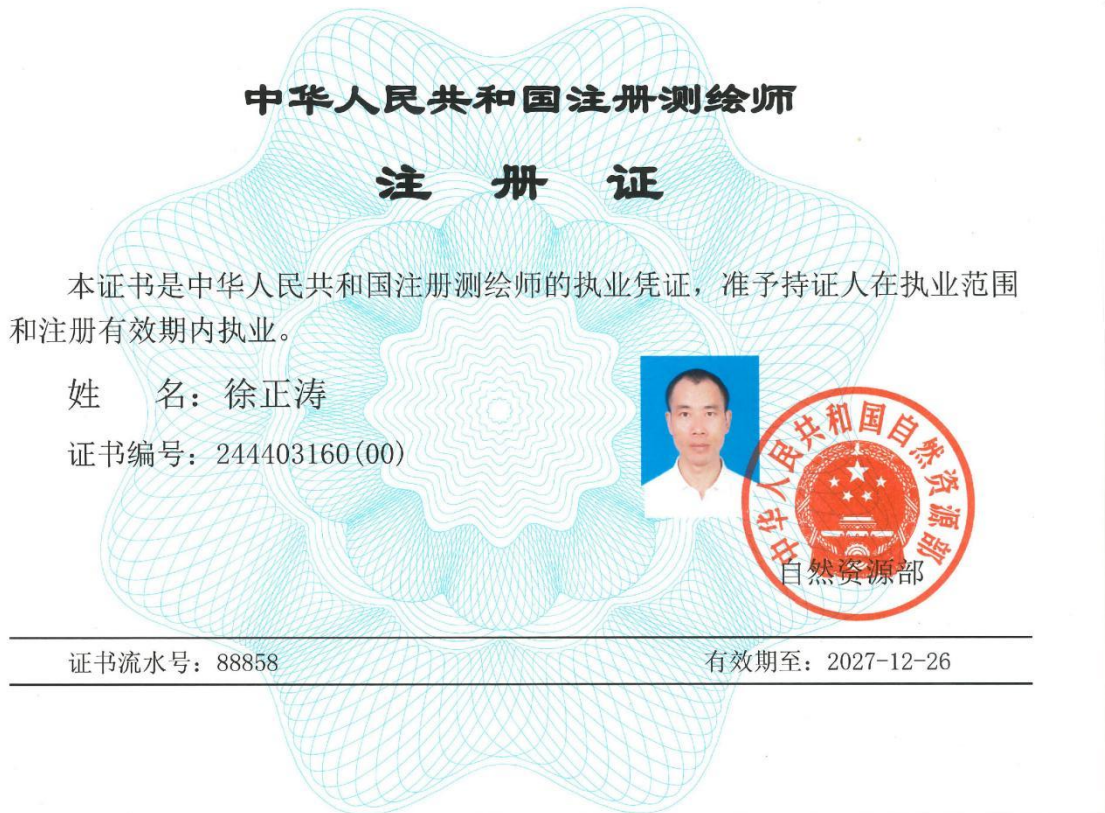 中华人民共和国注册测绘师
注 册 证
本证书是中华人民共和国注册测绘师的执业凭证，准予持证人在执业范围
和注册有效期内执业。
姓 名：徐正涛
证书编号：244403160(00)
中华人民共和国自然资源部
自然资源部
证书流水号：88858
有效期至：2027-12-26